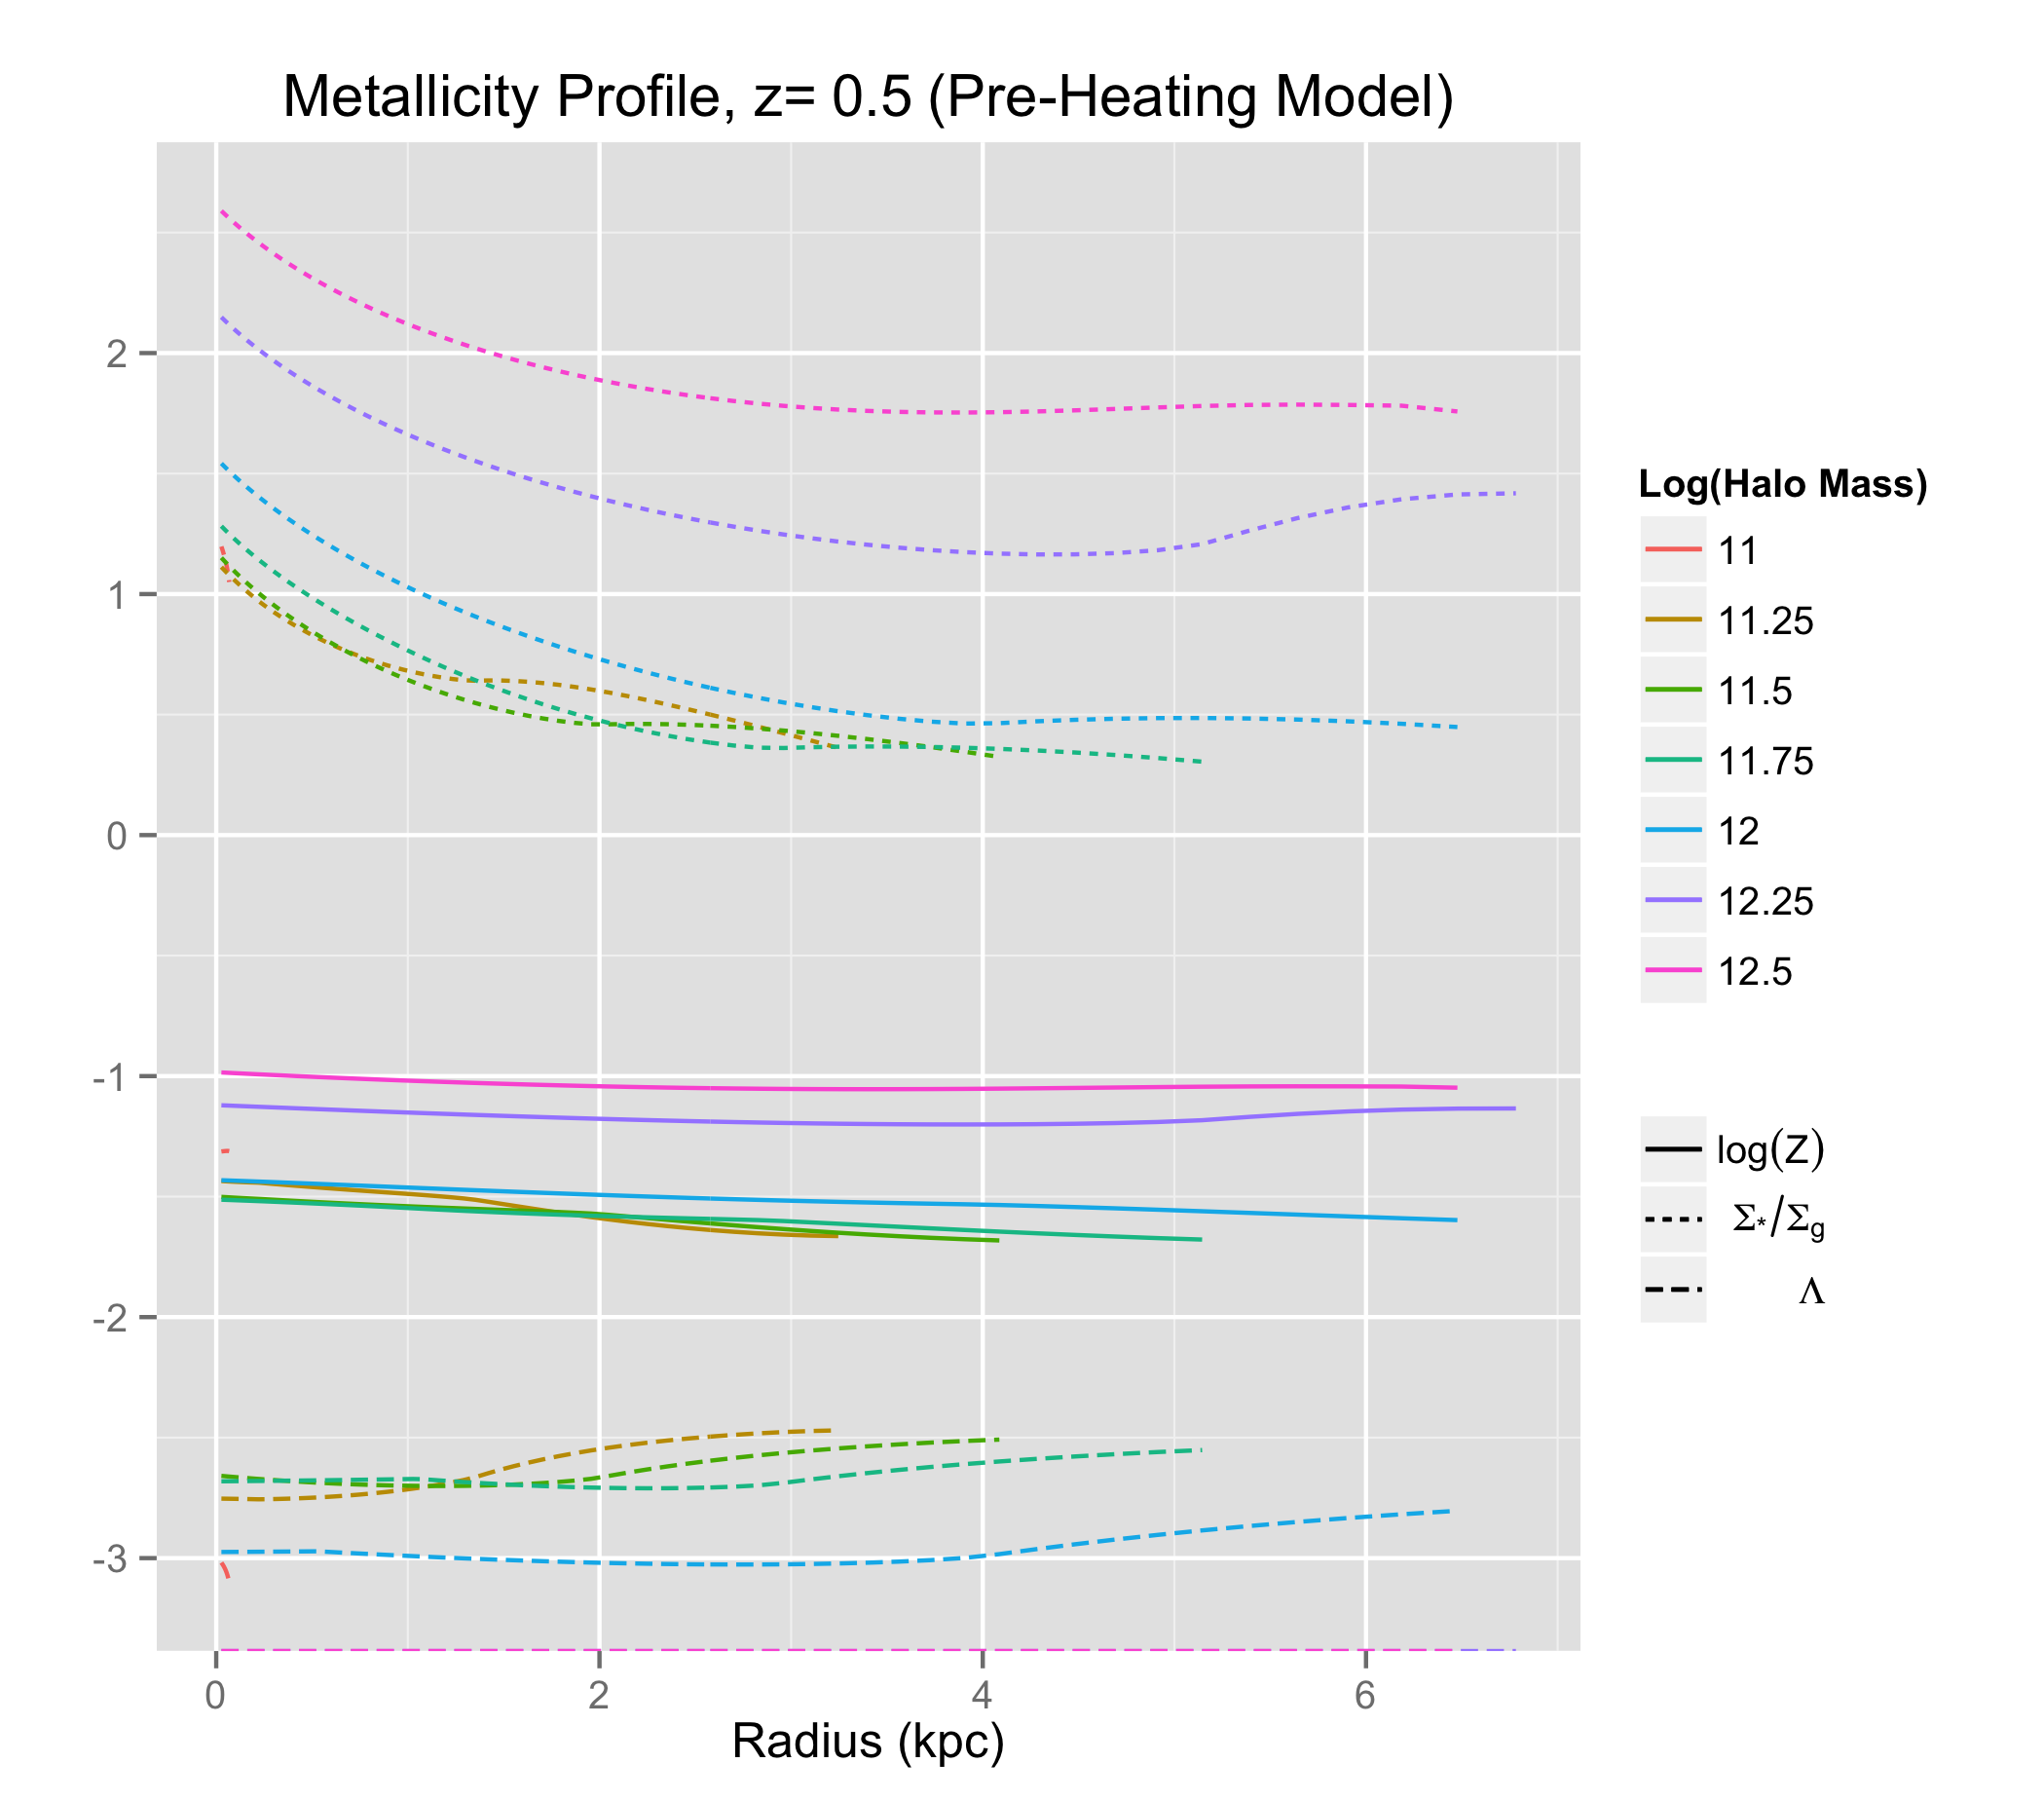 Metallicity Profile, z= 0.5 (Pre-Heating Model)
2
1
0
-1
-2
-3
0 2 4 6
Radius (kpc)
Log(Halo Mass)
11
11.25
11.5
11.75
12
12.25
12.5
log(Z)
Σ*/Σg
Λ